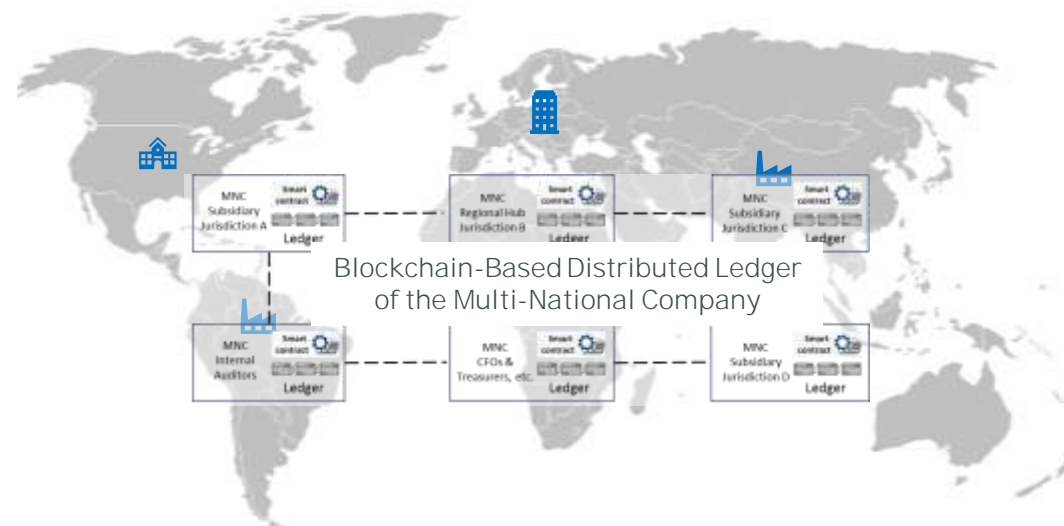 MNC
Subsidiary
Jurisdiction A
Smart
contract
Ledger
MNC
Regional Hub
Jurisdiction B
Smart
contract
Ledger
MNC
Subsidiary
Jurisdiction C
Smart
contract
Ledger
Blockchain-Based Distributed Ledger
of the Multi-National Company
MNC
Internal
Auditors
Smart
contract
Ledger
MNC
CFOs &
Treasurers, etc.
Smart
contract
Ledger
MNC
Subsidiary
Jurisdiction D
Smart
contract
Ledger